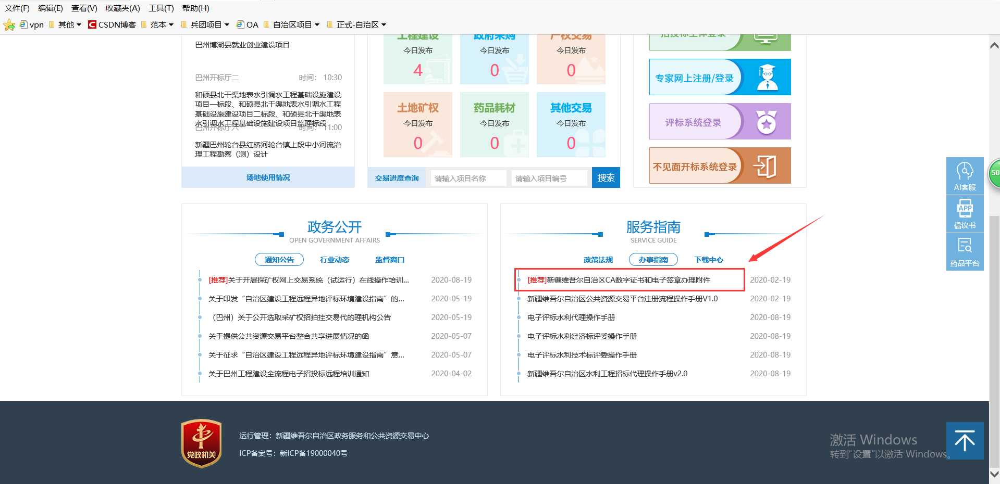 文件(F) 编辑(E) 查看(V) 收藏夹(A) 工具(T) 帮助(H)
vpn 其他 CSDN博客 范本 兵团项目 OA 自治区项目 正式-自治区
巴州博湖县就业创业建设项目
巴州开标厅二 时间： 10:30
和硕县北干渠地表水引调水工程基础设施建设
项目一标段、和硕县北干渠地表水引调水工程
基础设施建设项目二标段、和硕县北干渠地表
水引调水工程基础设施建设项目监理标段
巴州开标厅六 时间： 11:00
新疆巴州轮台县红桥河轮台镇上段中小河流治
理工程勘察（测）设计
场地使用情况
工程建设
今日发布
4
政府采购
今日发布
0
产权交易
今日发布
0
土地矿权
今日发布
0
药品耗材
今日发布
0
其他交易
今日发布
0
交易进度查询 请输入项目名称 请输入项目编号 搜索
招投标主体登录
专家网上注册/登录
评标系统登录
不见面开标系统登录
AI客服
APP
倡议书
药品平台
50
政务公开
OPEN GOVERNMENT AFFAIRS
通知公告 行业动态 监督窗口
[推荐]关于开展探矿权网上交易系统（试运行）在线操作培训... 2020-08-19
关于印发“自治区建设工程远程异地评标环境建设指南”的... 2020-05-19
（巴州）关于公开选取采矿权招拍挂交易代的理机构公告 2020-05-19
关于提供公共资源交易平台整合共享进展情况的函 2020-05-07
关于征求“自治区建设工程远程异地评标环境建设指南”意... 2020-05-07
关于巴州工程建设全流程电子招投标远程培训通知 2020-04-02
服务指南
SERVICE GUIDE
政策法规 办事指南 下载中心
[推荐]新疆维吾尔自治区CA数字证书和电子签章办理附件 2020-02-19
新疆维吾尔自治区公共资源交易平台注册流程操作手册V1.0 2020-02-19
电子评标水利代理操作手册 2020-08-19
电子评标水利经济标评委操作手册 2020-08-19
电子评标水利技术标评委操作手册 2020-08-19
新疆维吾尔自治区水利工程招标代理操作手册v2.0 2020-08-19
党政机关
运行管理：新疆维吾尔自治区政务服务和公共资源交易中心
ICP备案号：新ICP备19000040号
激活 Windows
转到“设置”以激活 Windows。